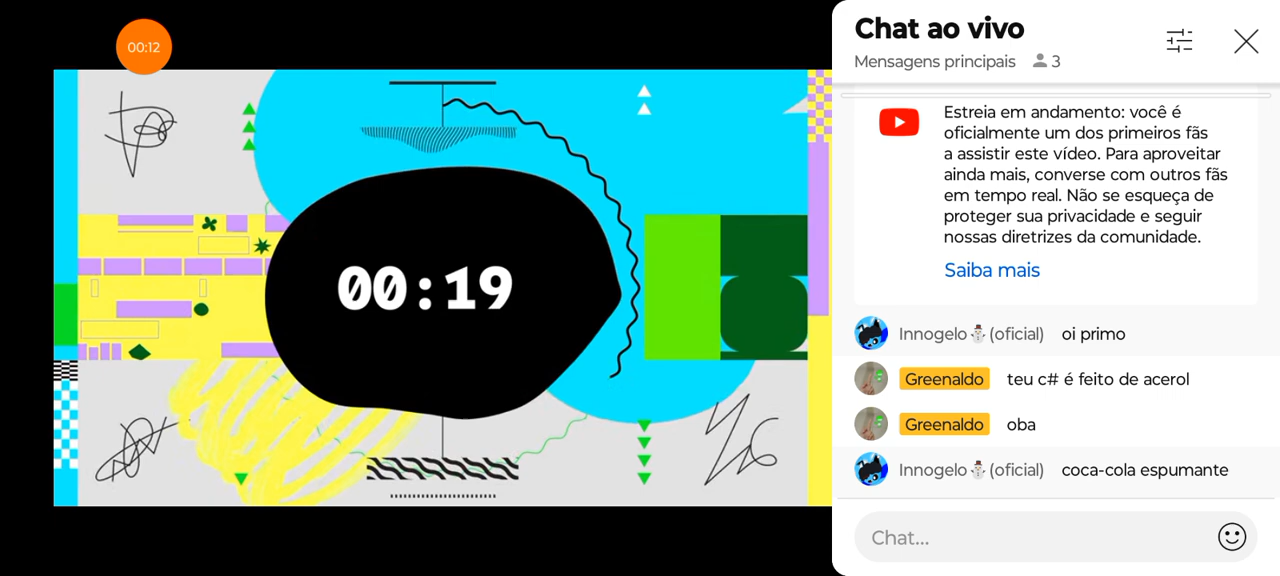 00:12
00:19
Chat ao vivo
Mensagens principais 3
Estreia em andamento: você é
oficialmente um dos primeiros fãs
a assistir este vídeo. Para aproveitar
ainda mais, converse com outros fãs
em tempo real. Não se esqueça de
proteger sua privacidade e seguir
nossas diretrizes da comunidade.
Saiba mais
Innogelo⛄(oficial) oi primo
Greenaldo teu c# é feito de acerol
Greenaldo oba
Innogelo⛄(oficial) coca-cola espumante
Chat...